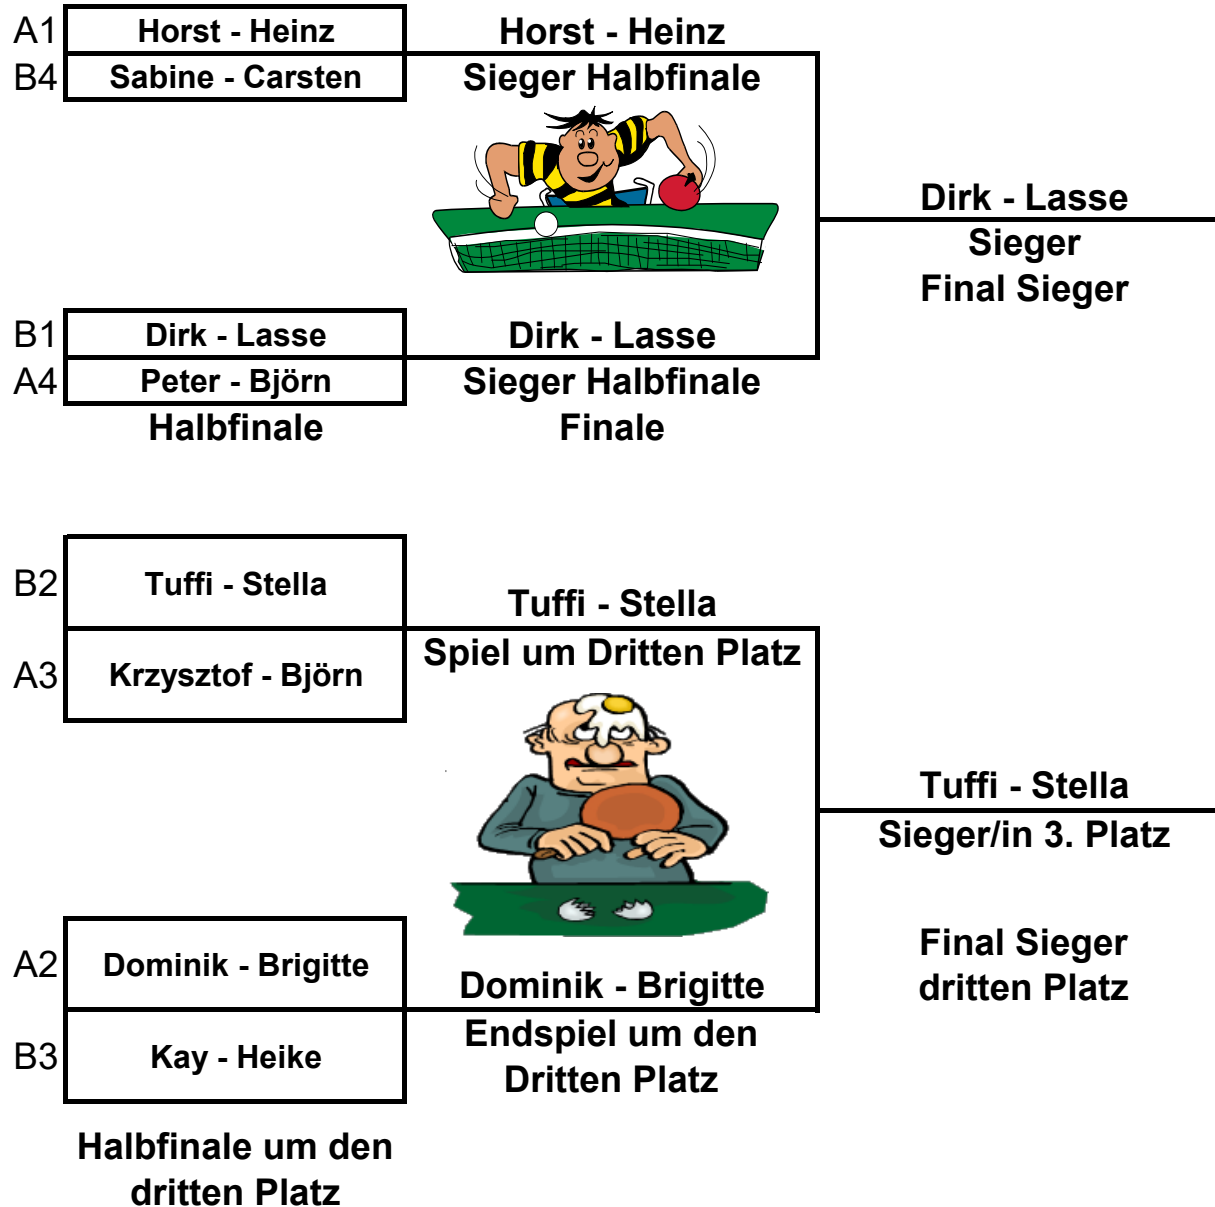 A1 Horst - Heinz Horst - Heinz
B4 Sabine - Carsten Sieger Halbfinale
Dirk - Lasse
Sieger
Final Sieger
B1 Dirk - Lasse Dirk - Lasse
A4 Peter - Björn Sieger Halbfinale
Halbfinale Finale
B2 Tuffi - Stella
Tuffi - Stella
Spiel um Dritten Platz
A3 Krzysztof - Björn
Tuffi - Stella
Sieger/in 3. Platz
Final Sieger
dritten Platz
A2 Dominik - Brigitte
Dominik - Brigitte
Endspiel um den
Dritten Platz
B3 Kay - Heike
Halbfinale um den
dritten Platz